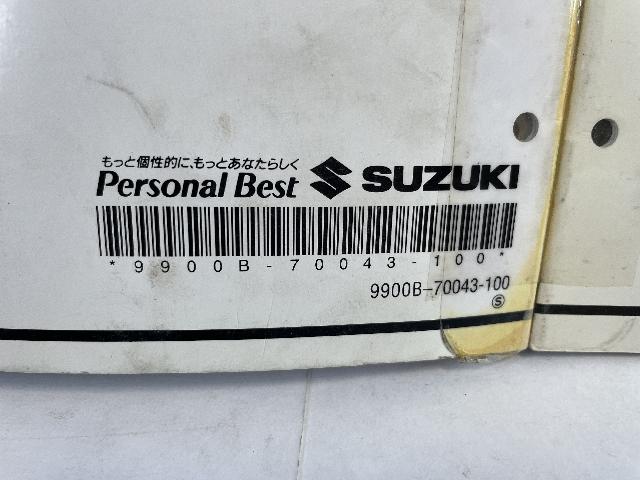 もっと個性的に、もっとあなたらしく
Personal Best SUZUKI
*9900B-70043-100*
9900B-70043-100
Ⓢ